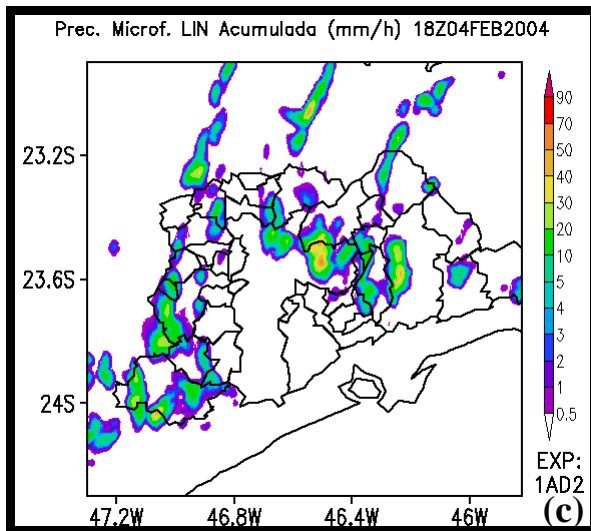 Prec. Microf. LIN Acumulada (mm/h) 18Z04FEB2004
23.2S
23.6S
24S
47.2W 46.8W 46.4W 46W
90
70
50
40
30
20
10
5
4
3
2
1
0.5
EXP:
1AD2
(c)